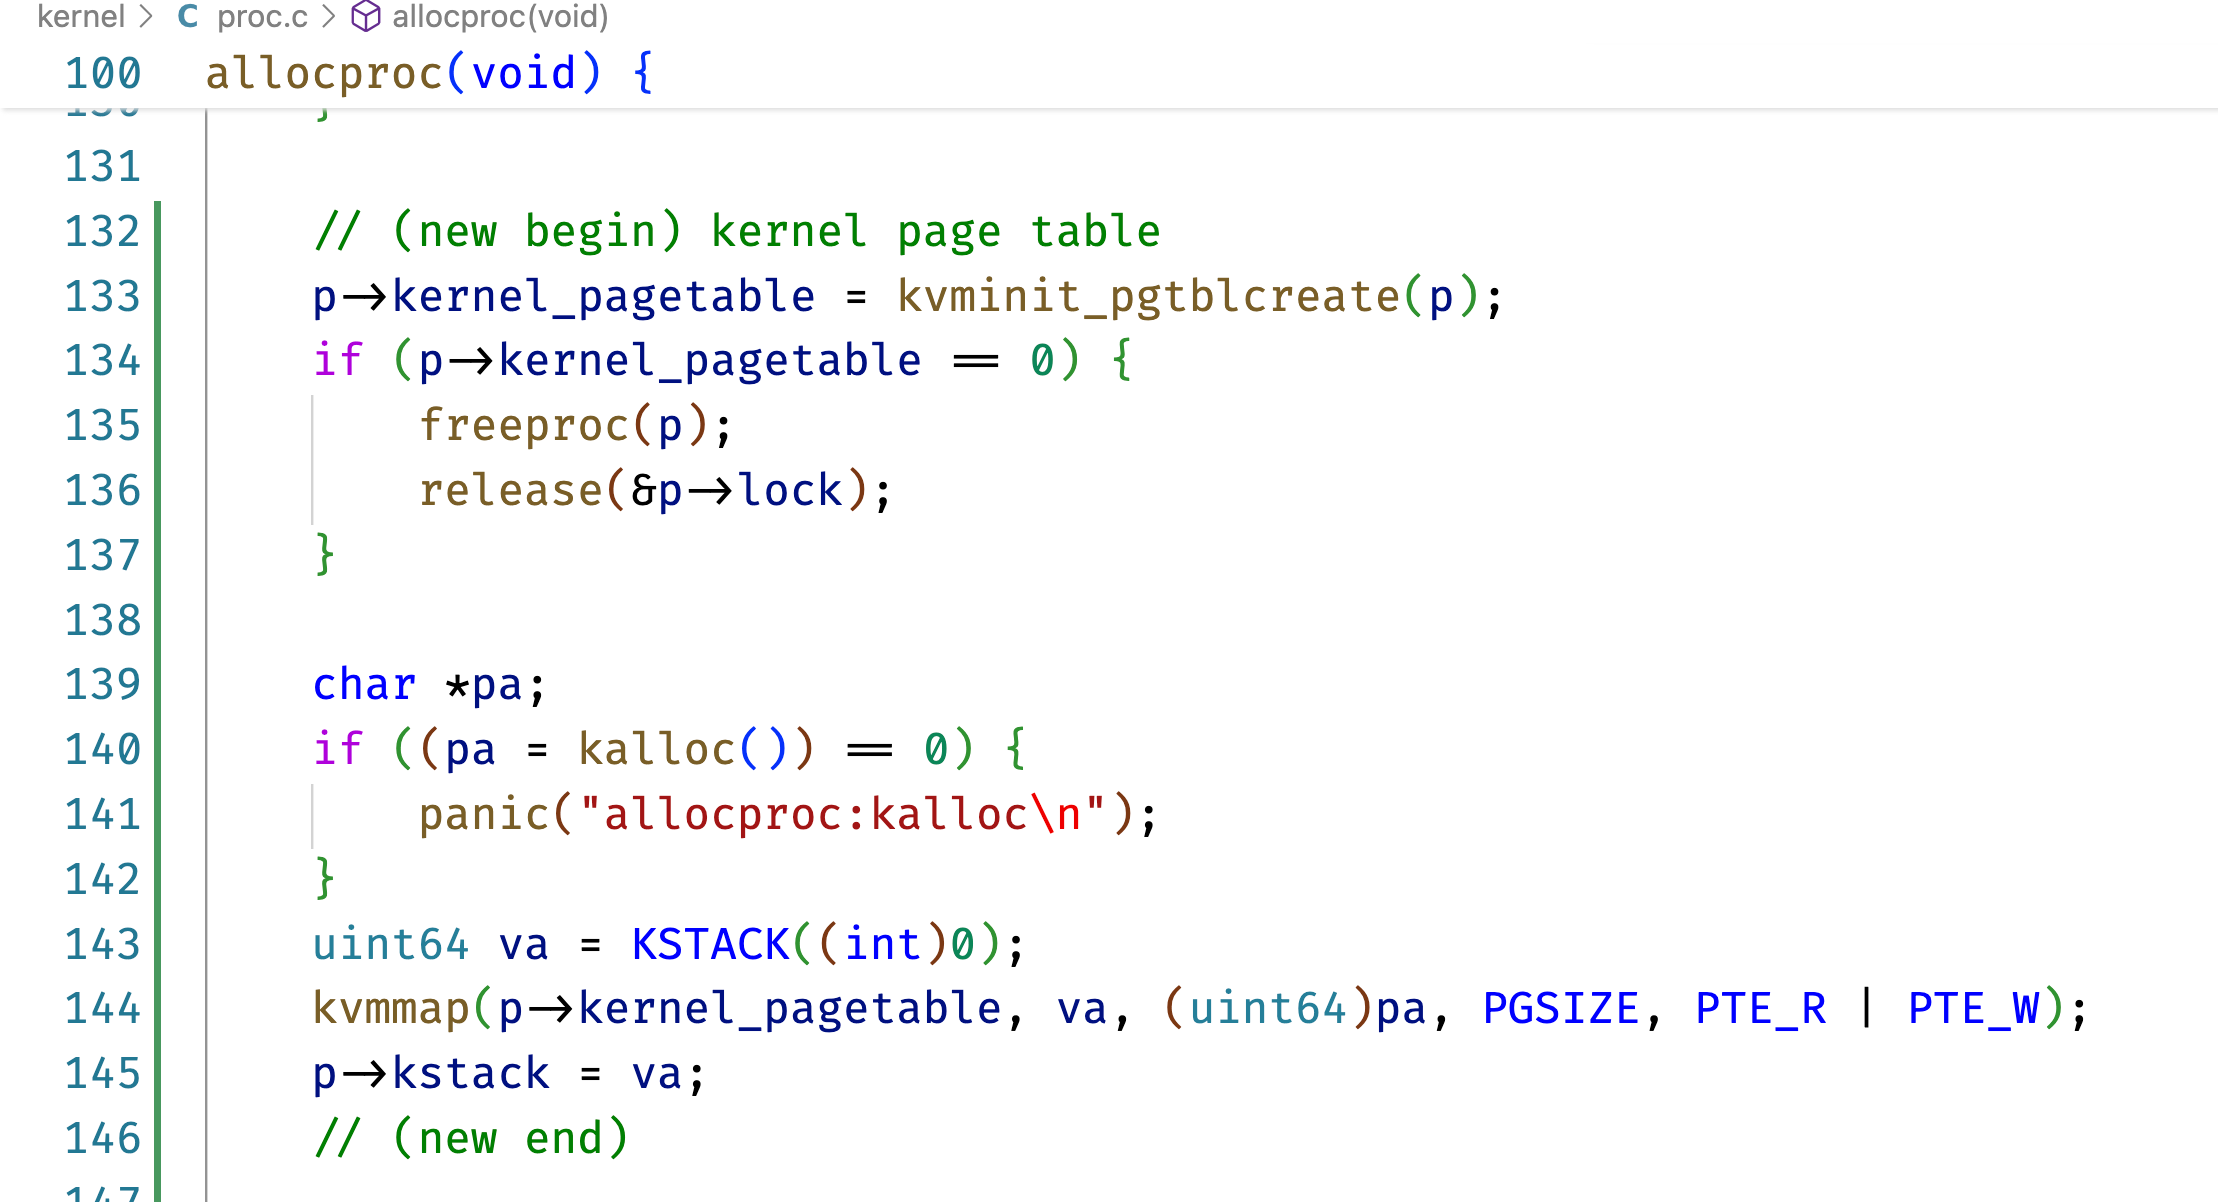 kernel > C proc.c > allocproc(void)
100 allocproc(void) {
130 }
131
132 // (new begin) kernel page table
133 p->kernel_pagetable = kvminit_pgtblcreate(p);
134 if (p->kernel_pagetable == 0) {
135 freeproc(p);
136 release(&p->lock);
137 }
138
139 char *pa;
140 if ((pa = kalloc()) == 0) {
141 panic("allocproc:kalloc\n");
142 }
143 uint64 va = KSTACK((int)0);
144 kvmmap(p->kernel_pagetable, va, (uint64)pa, PGSIZE, PTE_R | PTE_W);
145 p->kstack = va;
146 // (new end)
147